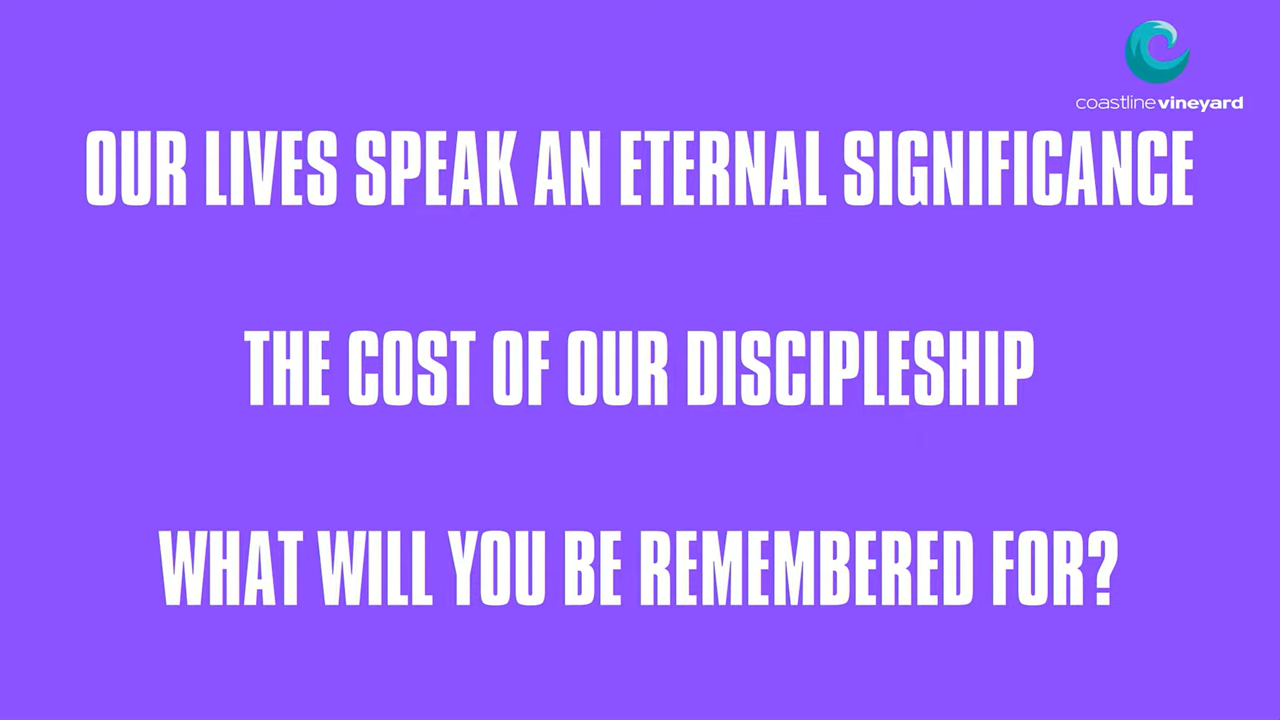 coastlinevineyard
OUR LIVES SPEAK AN ETERNAL SIGNIFICANCE
THE COST OF OUR DISCIPLESHIP
WHAT WILL YOU BE REMEMBERED FOR?